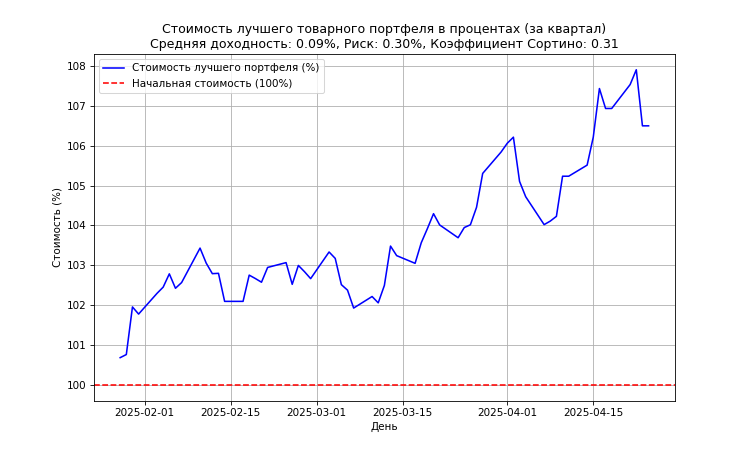 Стоимость лучшего товарного портфеля в процентах (за квартал)
Средняя доходность: 0.09%, Риск: 0.30%, Коэффициент Сортино: 0.31
Стоимость лучшего портфеля (%)
Начальная стоимость (100%)
Стоимость (%)
108
107
106
105
104
103
102
101
100
2025-02-01 2025-02-15 2025-03-01 2025-03-15 2025-04-01 2025-04-15
День